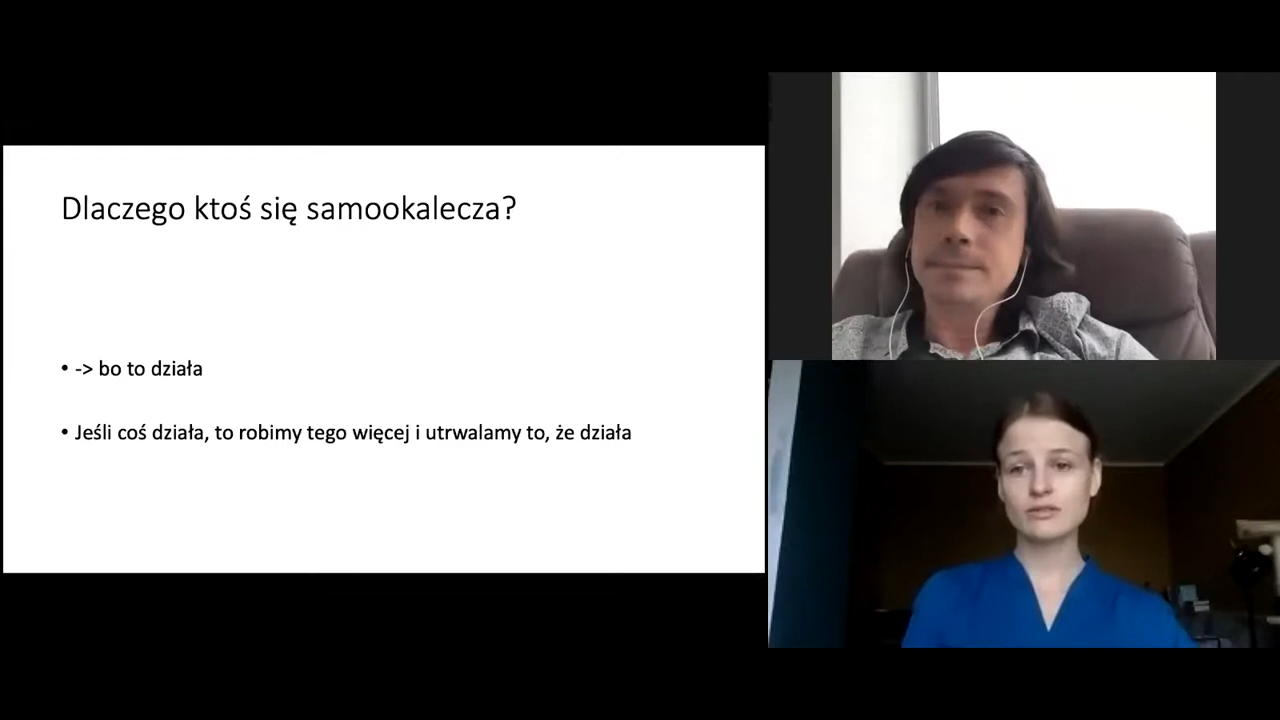 Dlaczego ktoś się samookalecza?
• -> bo to działa
• Jeśli coś działa, to robimy tego więcej i utrwalamy to, że działa